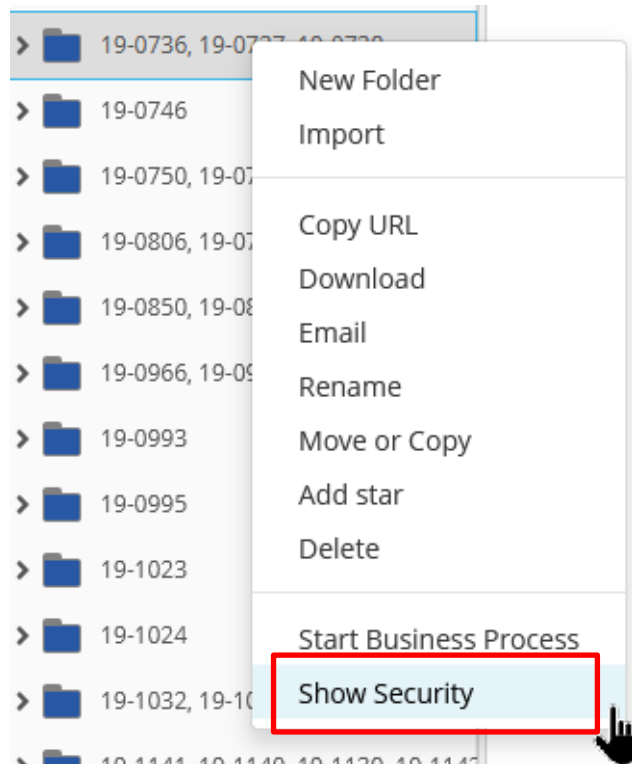 19-0736, 19-0737, 19-0738
New Folder
Import
19-0746
19-0750, 19-07
Copy URL
19-0806, 19-07
Download
19-0850, 19-08
Email
19-0966, 19-09
Rename
19-0993
Move or Copy
19-0995
Add star
Delete
19-1023
19-1024
Start Business Process
19-1032, 19-10
Show Security